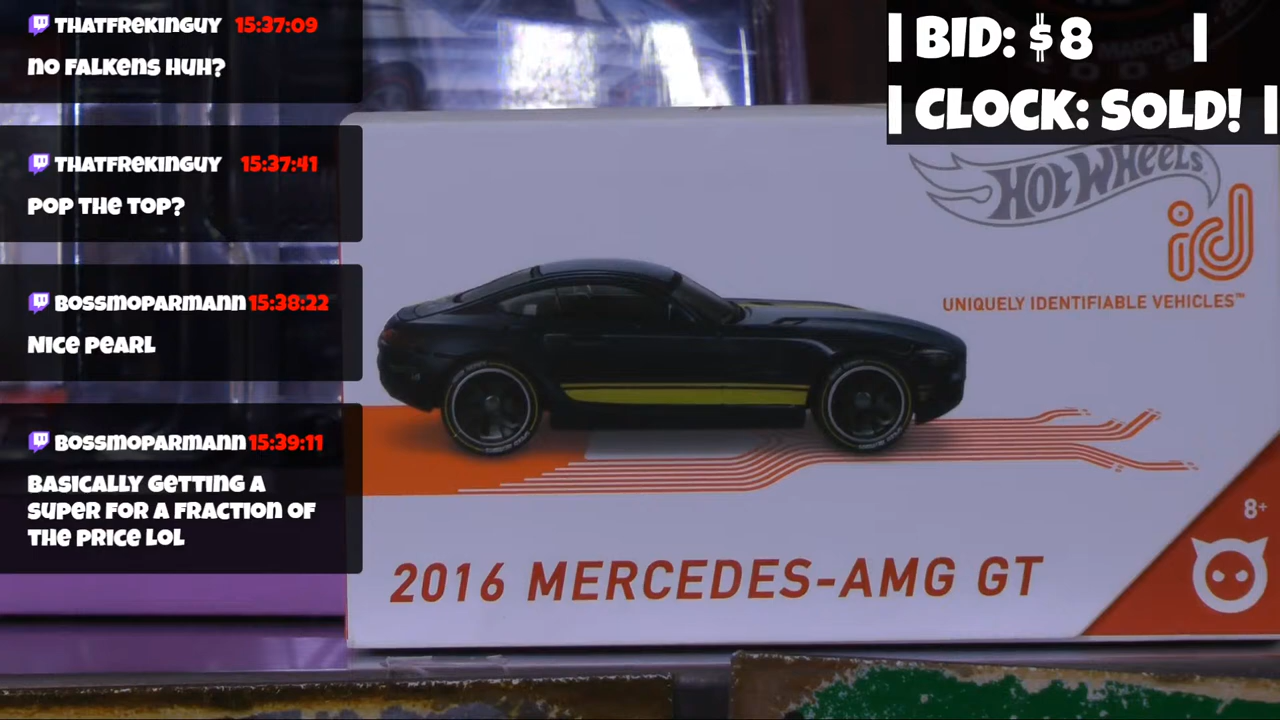 THATFREKINGUY 15:37:09
NO FALKENS HUH?
THATFREKINGUY 15:37:41
POP THE TOP?
BOSSMOPARMANN 15:38:22
NICE PEARL
BOSSMOPARMANN 15:39:11
BASICALLY GETTING A
SUPER FOR A FRACTION OF
THE PRICE LOL
| BID: $8 |
| CLOCK: SOLD! |
HOT WHEELS
id
UNIQUELY IDENTIFIABLE VEHICLES™
8+
2016 MERCEDES-AMG GT